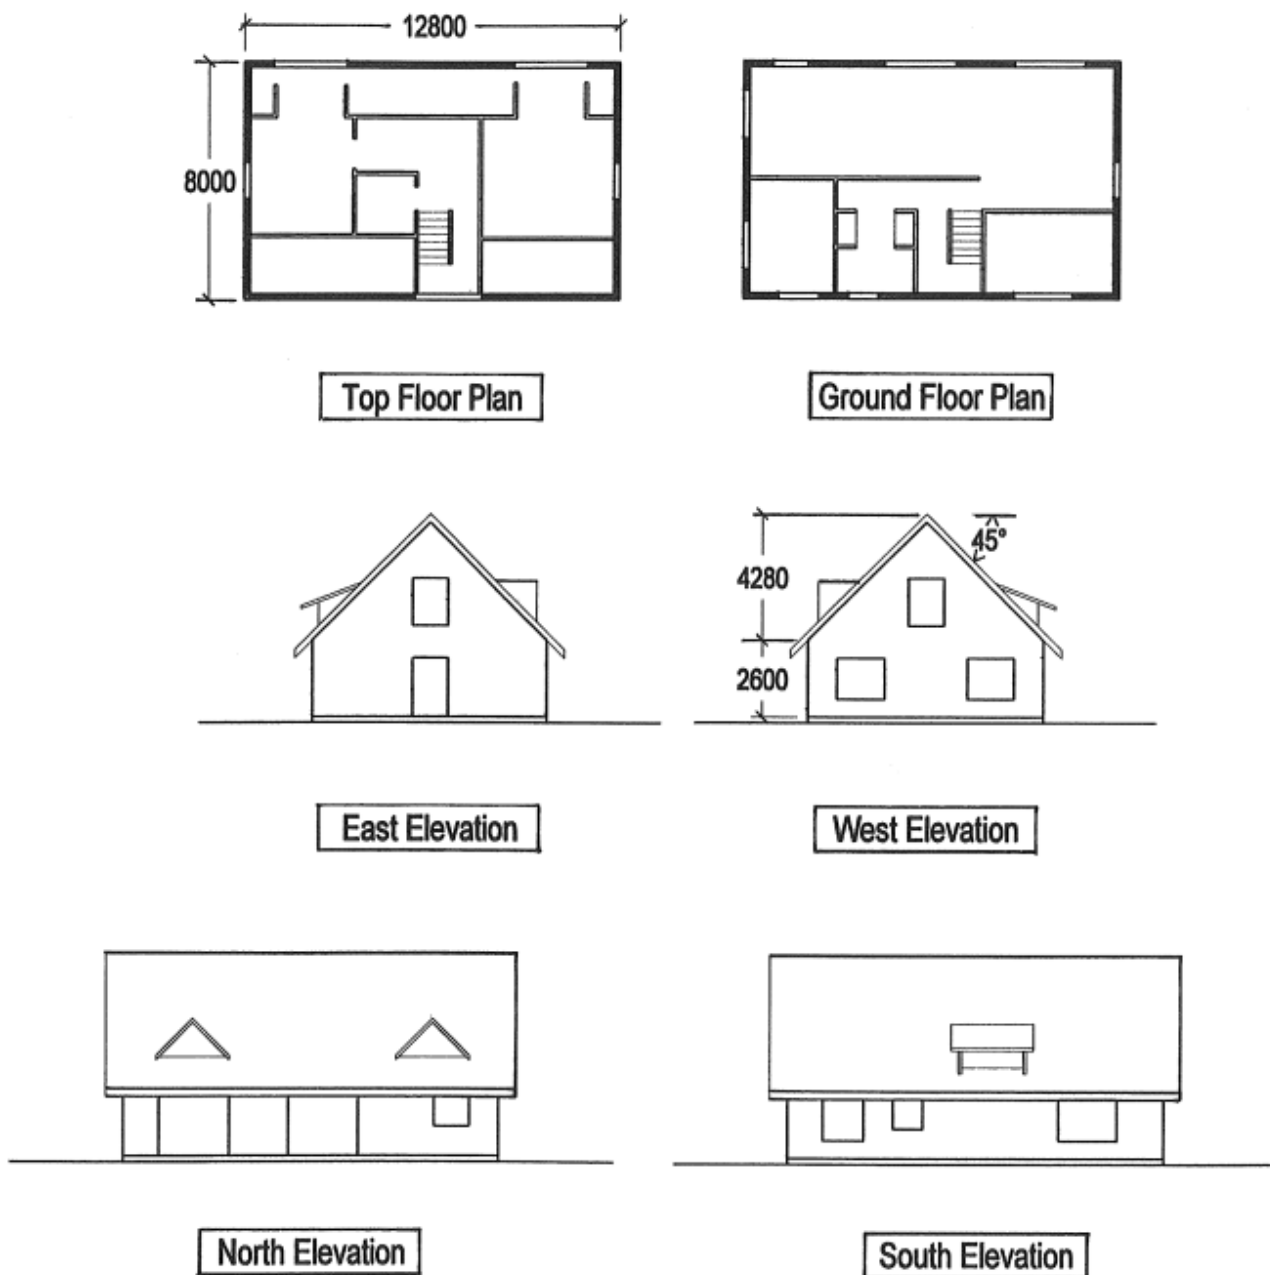 12800
8000
Top Floor Plan
Ground Floor Plan
4280
45°
2600
East Elevation
West Elevation
North Elevation
South Elevation